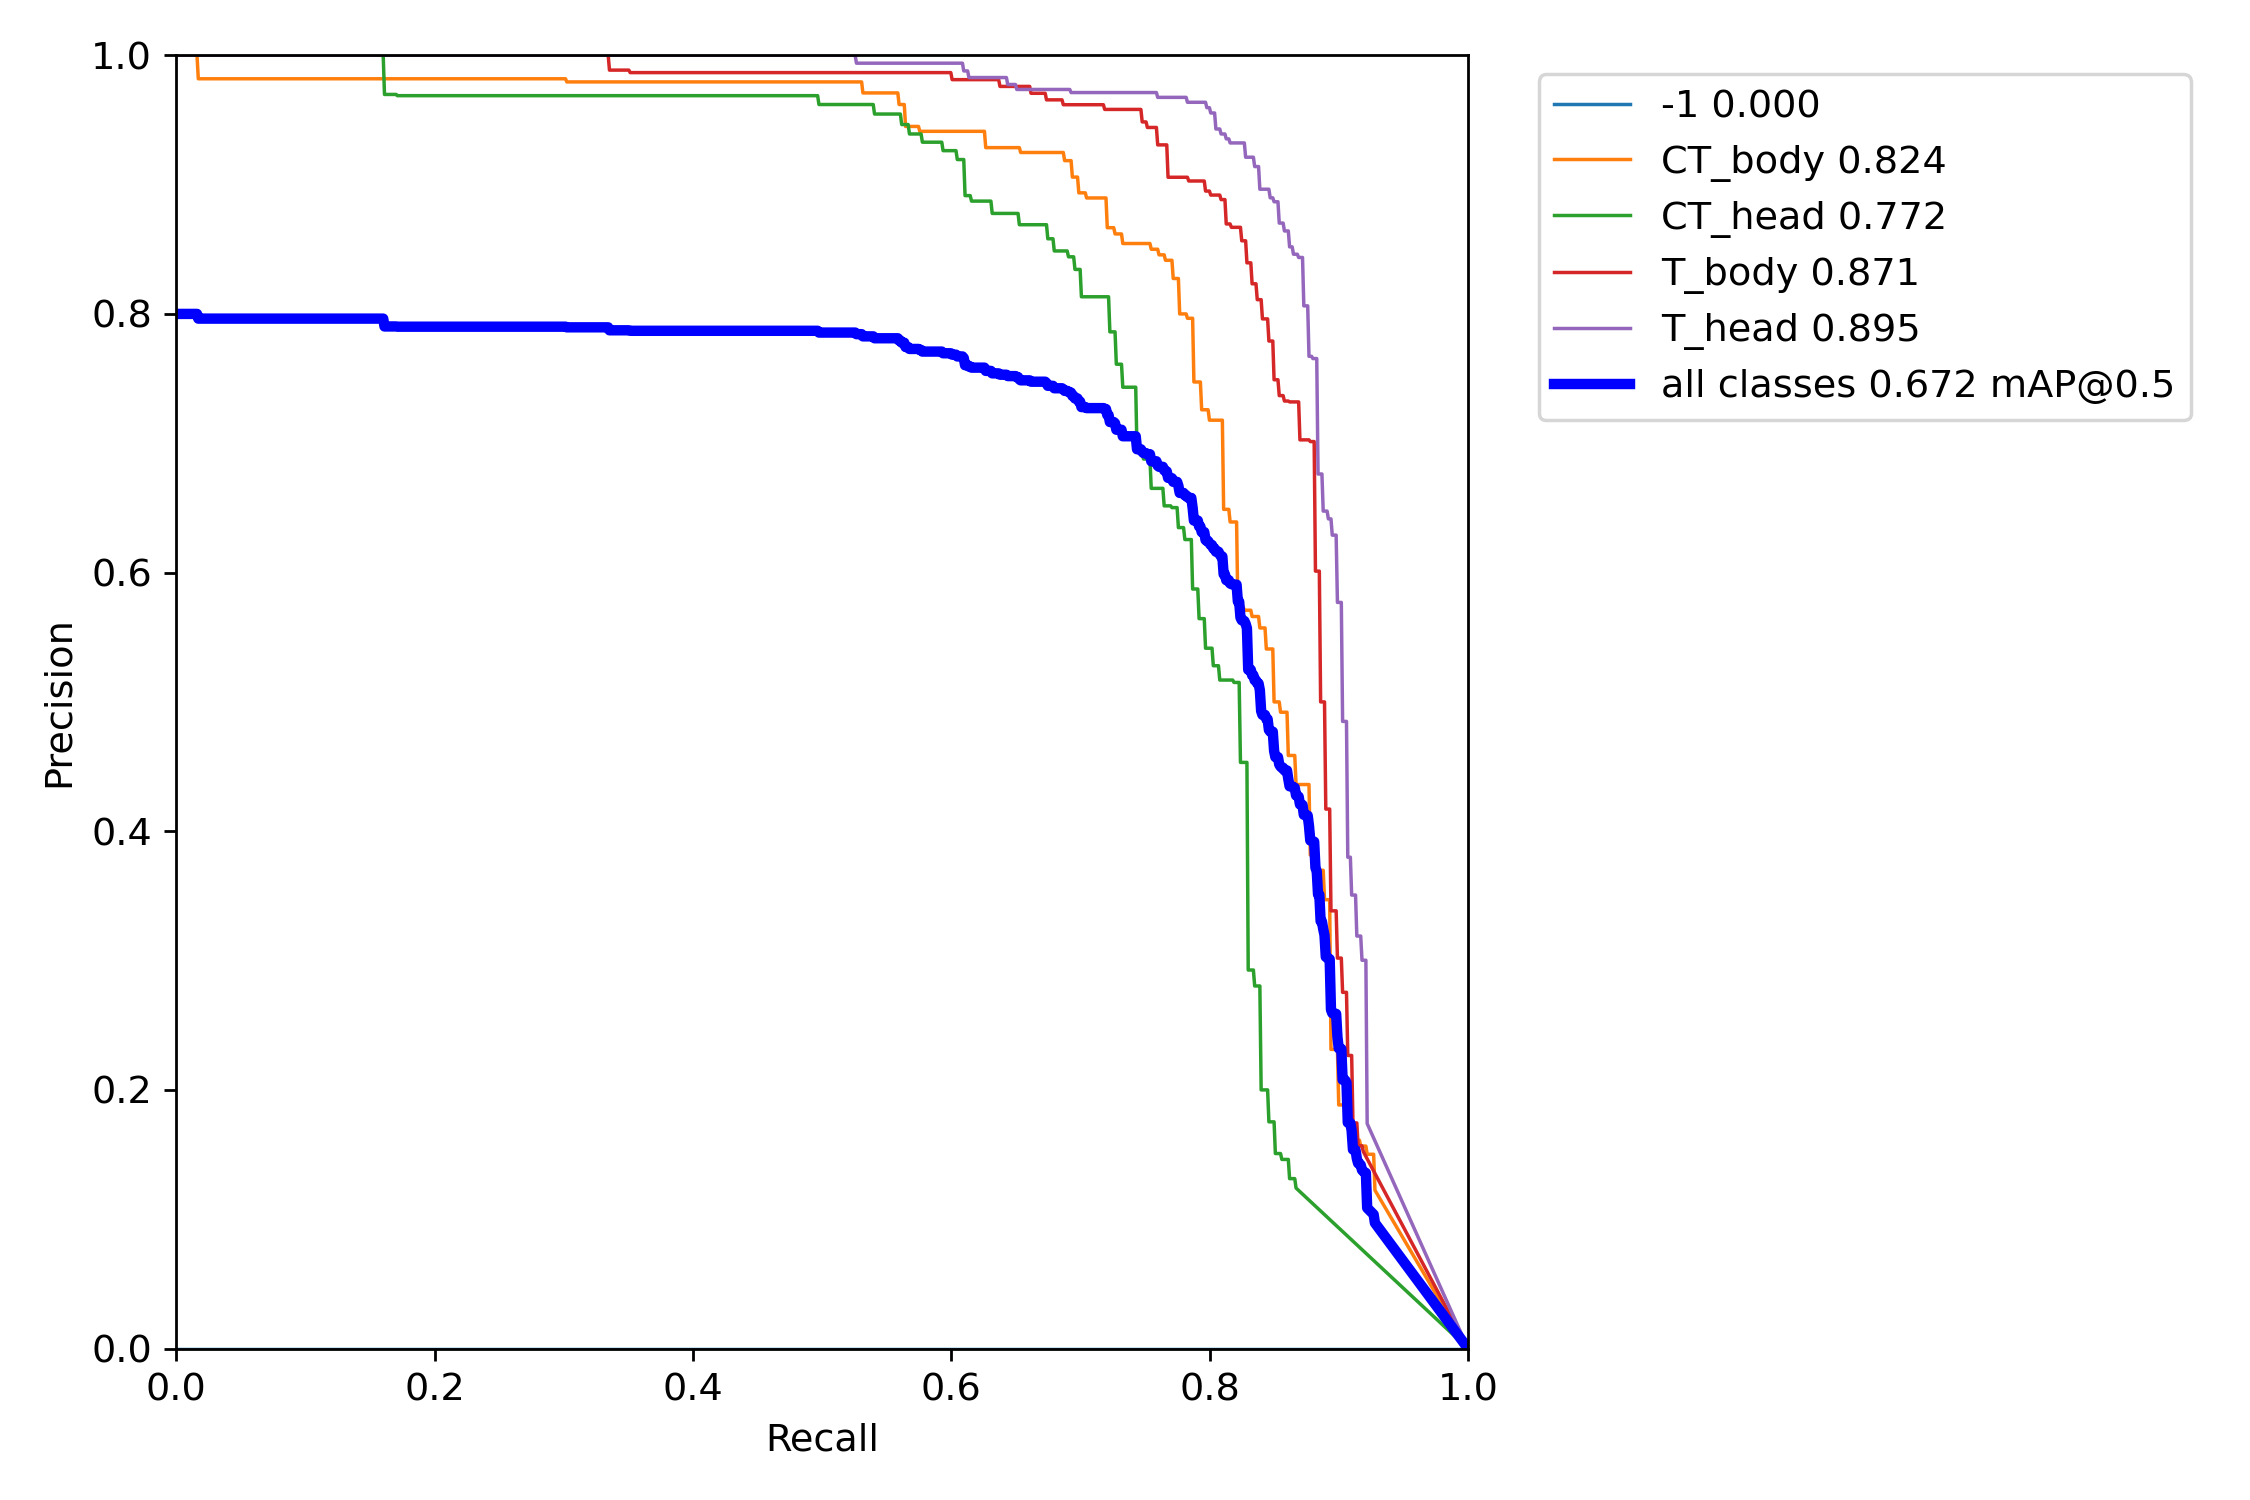 1.0
0.8
0.6
0.4
0.2
0.0
0.0 0.2 0.4 0.6 0.8 1.0
Precision
Recall
-1 0.000
CT_body 0.824
CT_head 0.772
T_body 0.871
T_head 0.895
all classes 0.672 mAP@0.5